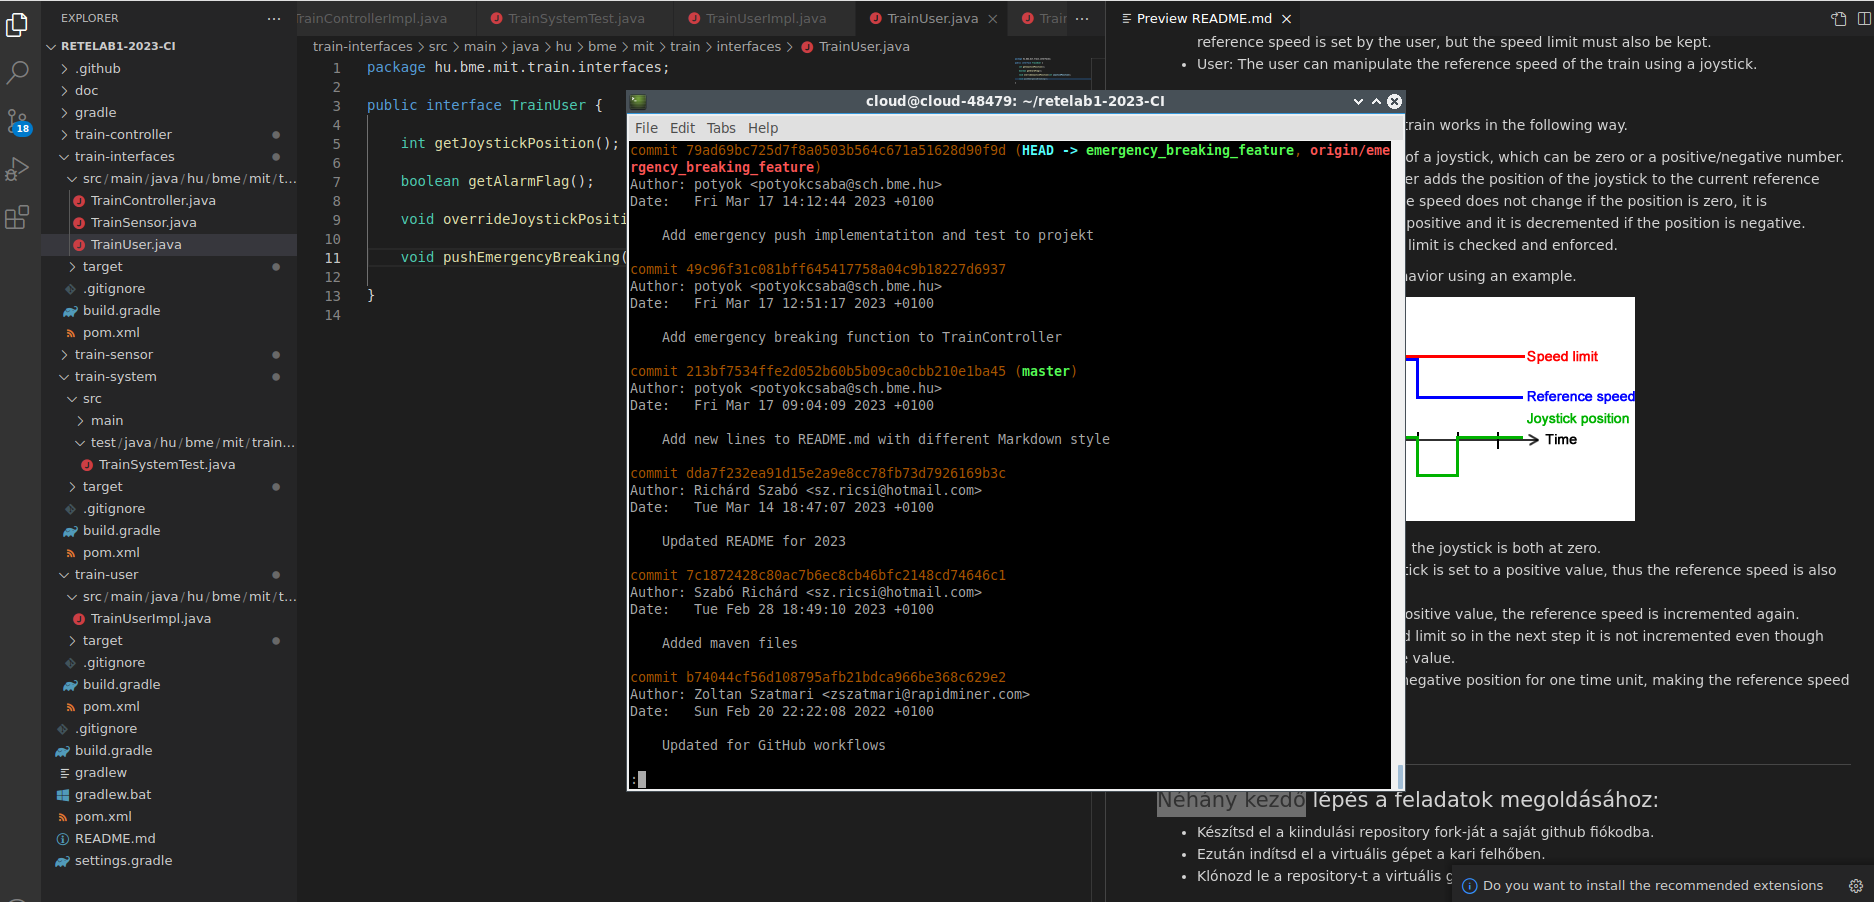 EXPLORER
RETELAB1-2023-CI
.github
doc
gradle
train-controller
train-interfaces
src/main/java/hu/bme/mit/t...
TrainController.java
TrainSensor.java
TrainUser.java
target
.gitignore
build.gradle
pom.xml
train-sensor
train-system
src
main
test/java/hu/bme/mit/train...
TrainSystemTest.java
target
.gitignore
build.gradle
pom.xml
train-user
src/main/java/hu/bme/mit/t...
TrainUserImpl.java
target
.gitignore
build.gradle
pom.xml
.gitignore
build.gradle
gradlew
gradlew.bat
pom.xml
README.md
settings.gradle
18
TrainControllerImpl.java
TrainSystemTest.java
TrainUserImpl.java
TrainUser.java
Train
train-interfaces > src > main > java > hu > bme > mit > train > interfaces > TrainUser.java
1 package hu.bme.mit.train.interfaces;
2
3 public interface TrainUser {
4
5 int getJoystickPosition();
6
7 boolean getAlarmFlag();
8
9 void overrideJoystickPositi
10
11 void pushEmergencyBreaking(
12
13 }
14
cloud@cloud-48479: ~/retelab1-2023-CI
File Edit Tabs Help
commit 79ad69bc725d7f8a0503b564c671a51628d90f9d (HEAD -> emergency_breaking_feature, origin/eme
rgency_breaking_feature)
Author: potyok <potyokcsaba@sch.bme.hu>
Date: Fri Mar 17 14:12:44 2023 +0100
Add emergency push implementatiton and test to projekt
commit 49c96f31c081bff645417758a04c9b18227d6937
Author: potyok <potyokcsaba@sch.bme.hu>
Date: Fri Mar 17 12:51:17 2023 +0100
Add emergency breaking function to TrainController
commit 213bf7534ffe2d052b60b5b09ca0cbb210e1ba45 (master)
Author: potyok <potyokcsaba@sch.bme.hu>
Date: Fri Mar 17 09:04:09 2023 +0100
Add new lines to README.md with different Markdown style
commit dda7f232ea91d15e2a9e8cc78fb73d7926169b3c
Author: Richárd Szabó <sz.ricsi@hotmail.com>
Date: Tue Mar 14 18:47:07 2023 +0100
Updated README for 2023
commit 7c1872428c80ac7b6ec8cb46bfc2148cd74646c1
Author: Szabó Richárd <sz.ricsi@hotmail.com>
Date: Tue Feb 28 18:49:10 2023 +0100
Added maven files
commit b74044cf56d108795afb21bdca966be368c629e2
Author: Zoltan Szatmari <zszatmari@rapidminer.com>
Date: Sun Feb 20 22:22:08 2022 +0100
Updated for GitHub workflows
:
Preview README.md
reference speed is set by the user, but the speed limit must also be kept.
• User: The user can manipulate the reference speed of the train using a joystick.
train works in the following way.
of a joystick, which can be zero or a positive/negative number.
er adds the position of the joystick to the current reference
e speed does not change if the position is zero, it is
positive and it is decremented if the position is negative.
limit is checked and enforced.
avior using an example.
Speed limit
Reference speed
Joystick position
Time
the joystick is both at zero.
tick is set to a positive value, thus the reference speed is also
ositive value, the reference speed is incremented again.
d limit so in the next step it is not incremented even though
value.
negative position for one time unit, making the reference speed
Néhány kezdő lépés a feladatok megoldásához:
• Készítsd el a kiindulási repository fork-ját a saját github fiókodba.
• Ezután indítsd el a virtuális gépet a kari felhőben.
• Klónozd le a repository-t a virtuális g
Do you want to install the recommended extensions